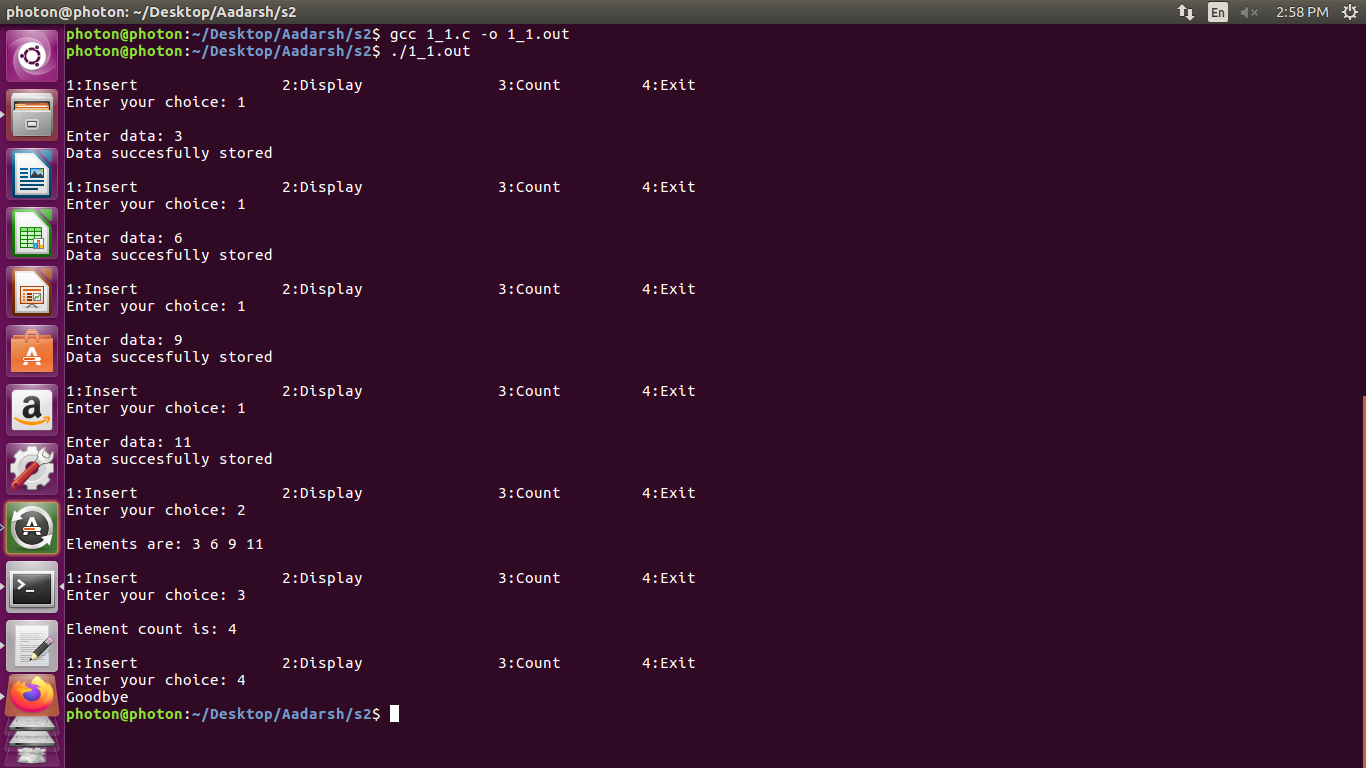 photon@photon: ~/Desktop/Aadarsh/s2
En
2:58 PM
photon@photon:~/Desktop/Aadarsh/s2$ gcc 1_1.c -o 1_1.out
photon@photon:~/Desktop/Aadarsh/s2$ ./1_1.out
1:Insert 2:Display 3:Count 4:Exit
Enter your choice: 1
Enter data: 3
Data succesfully stored
1:Insert 2:Display 3:Count 4:Exit
Enter your choice: 1
Enter data: 6
Data succesfully stored
1:Insert 2:Display 3:Count 4:Exit
Enter your choice: 1
Enter data: 9
Data succesfully stored
1:Insert 2:Display 3:Count 4:Exit
Enter your choice: 1
Enter data: 11
Data succesfully stored
1:Insert 2:Display 3:Count 4:Exit
Enter your choice: 2
Elements are: 3 6 9 11
1:Insert 2:Display 3:Count 4:Exit
Enter your choice: 3
Element count is: 4
1:Insert 2:Display 3:Count 4:Exit
Enter your choice: 4
Goodbye
photon@photon:~/Desktop/Aadarsh/s2$